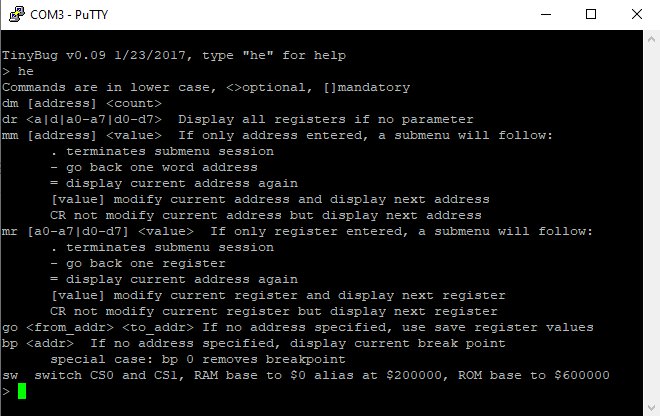 COM3 - PuTTY
TinyBug v0.09 1/23/2017, type "he" for help
> he
Commands are in lower case, <>optional, []mandatory
dm [address] <count>
dr <a|d|a0-a7|d0-d7>  Display all registers if no parameter
mm [address] <value>  If only address entered, a submenu will follow:
      . terminates submenu session
      - go back one word address
      = display current address again
      [value] modify current address and display next address
      CR not modify current address but display next address
mr [a0-a7|d0-d7] <value>  If only register entered, a submenu will follow:
      . terminates submenu session
      - go back one register
      = display current address again
      [value] modify current register and display next register
      CR not modify current register but display next register
go <from_addr> <to_addr> If no address specified, use save register values
bp <addr>  If no address specified, display current break point
      special case: bp 0 removes breakpoint
sw  switch CS0 and CS1, RAM base to $0 alias at $200000, ROM base to $600000
>